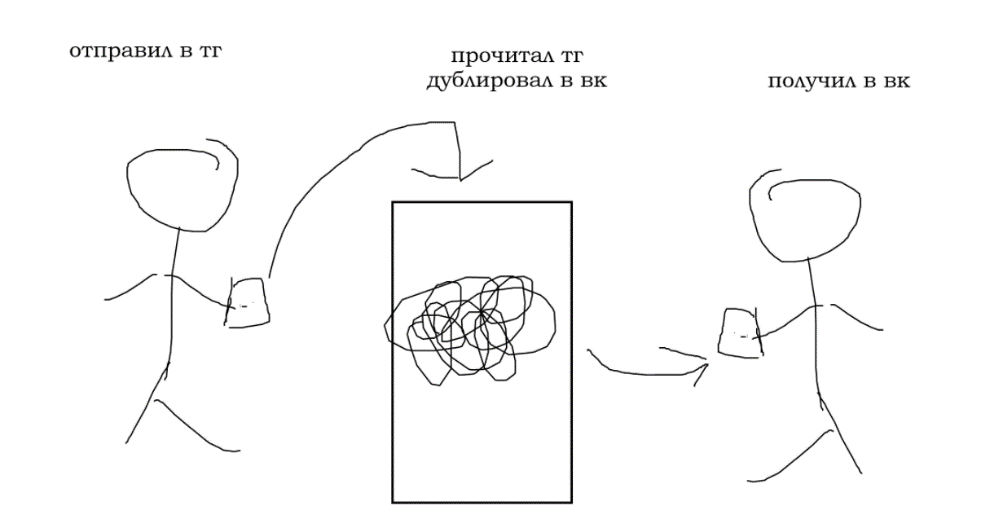 отправил в тг
прочитал тг
дублировал в вк
получил в вк